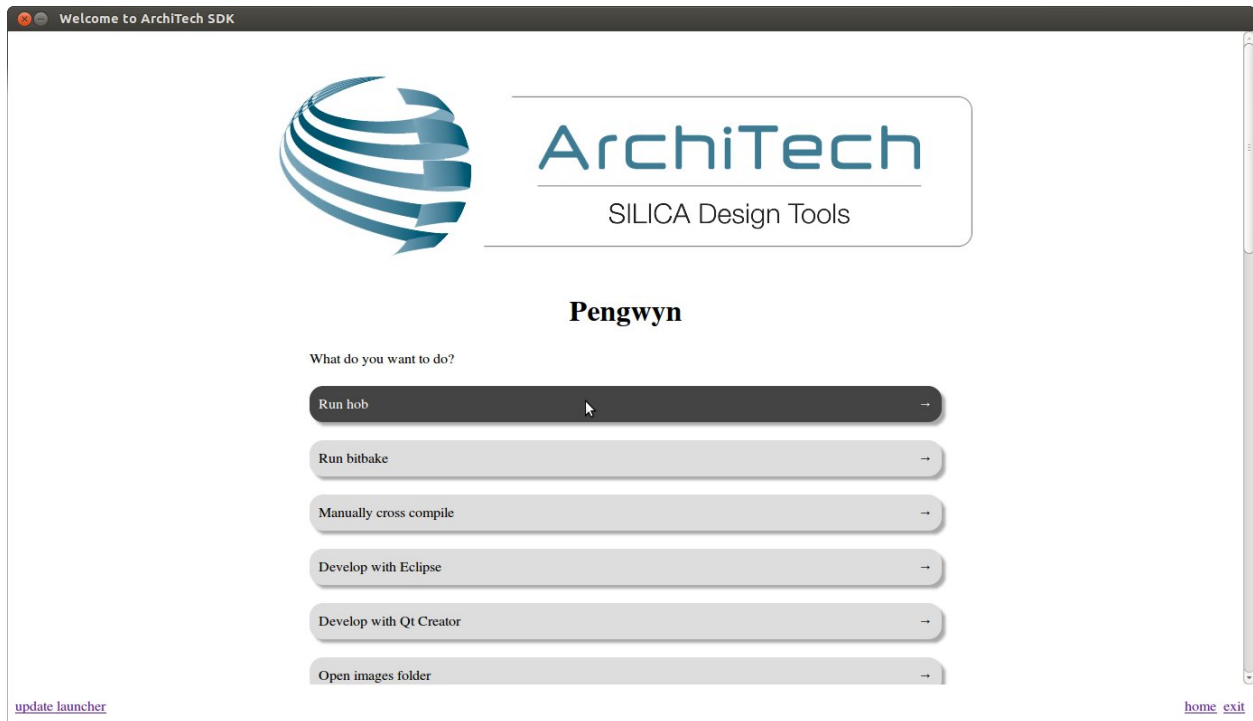 Welcome to ArchiTech SDK
ArchiTech
SILICA Design Tools
Pengwyn
What do you want to do?
Run hob →
Run bitbake →
Manually cross compile →
Develop with Eclipse →
Develop with Qt Creator →
Open images folder →
update launcher home exit